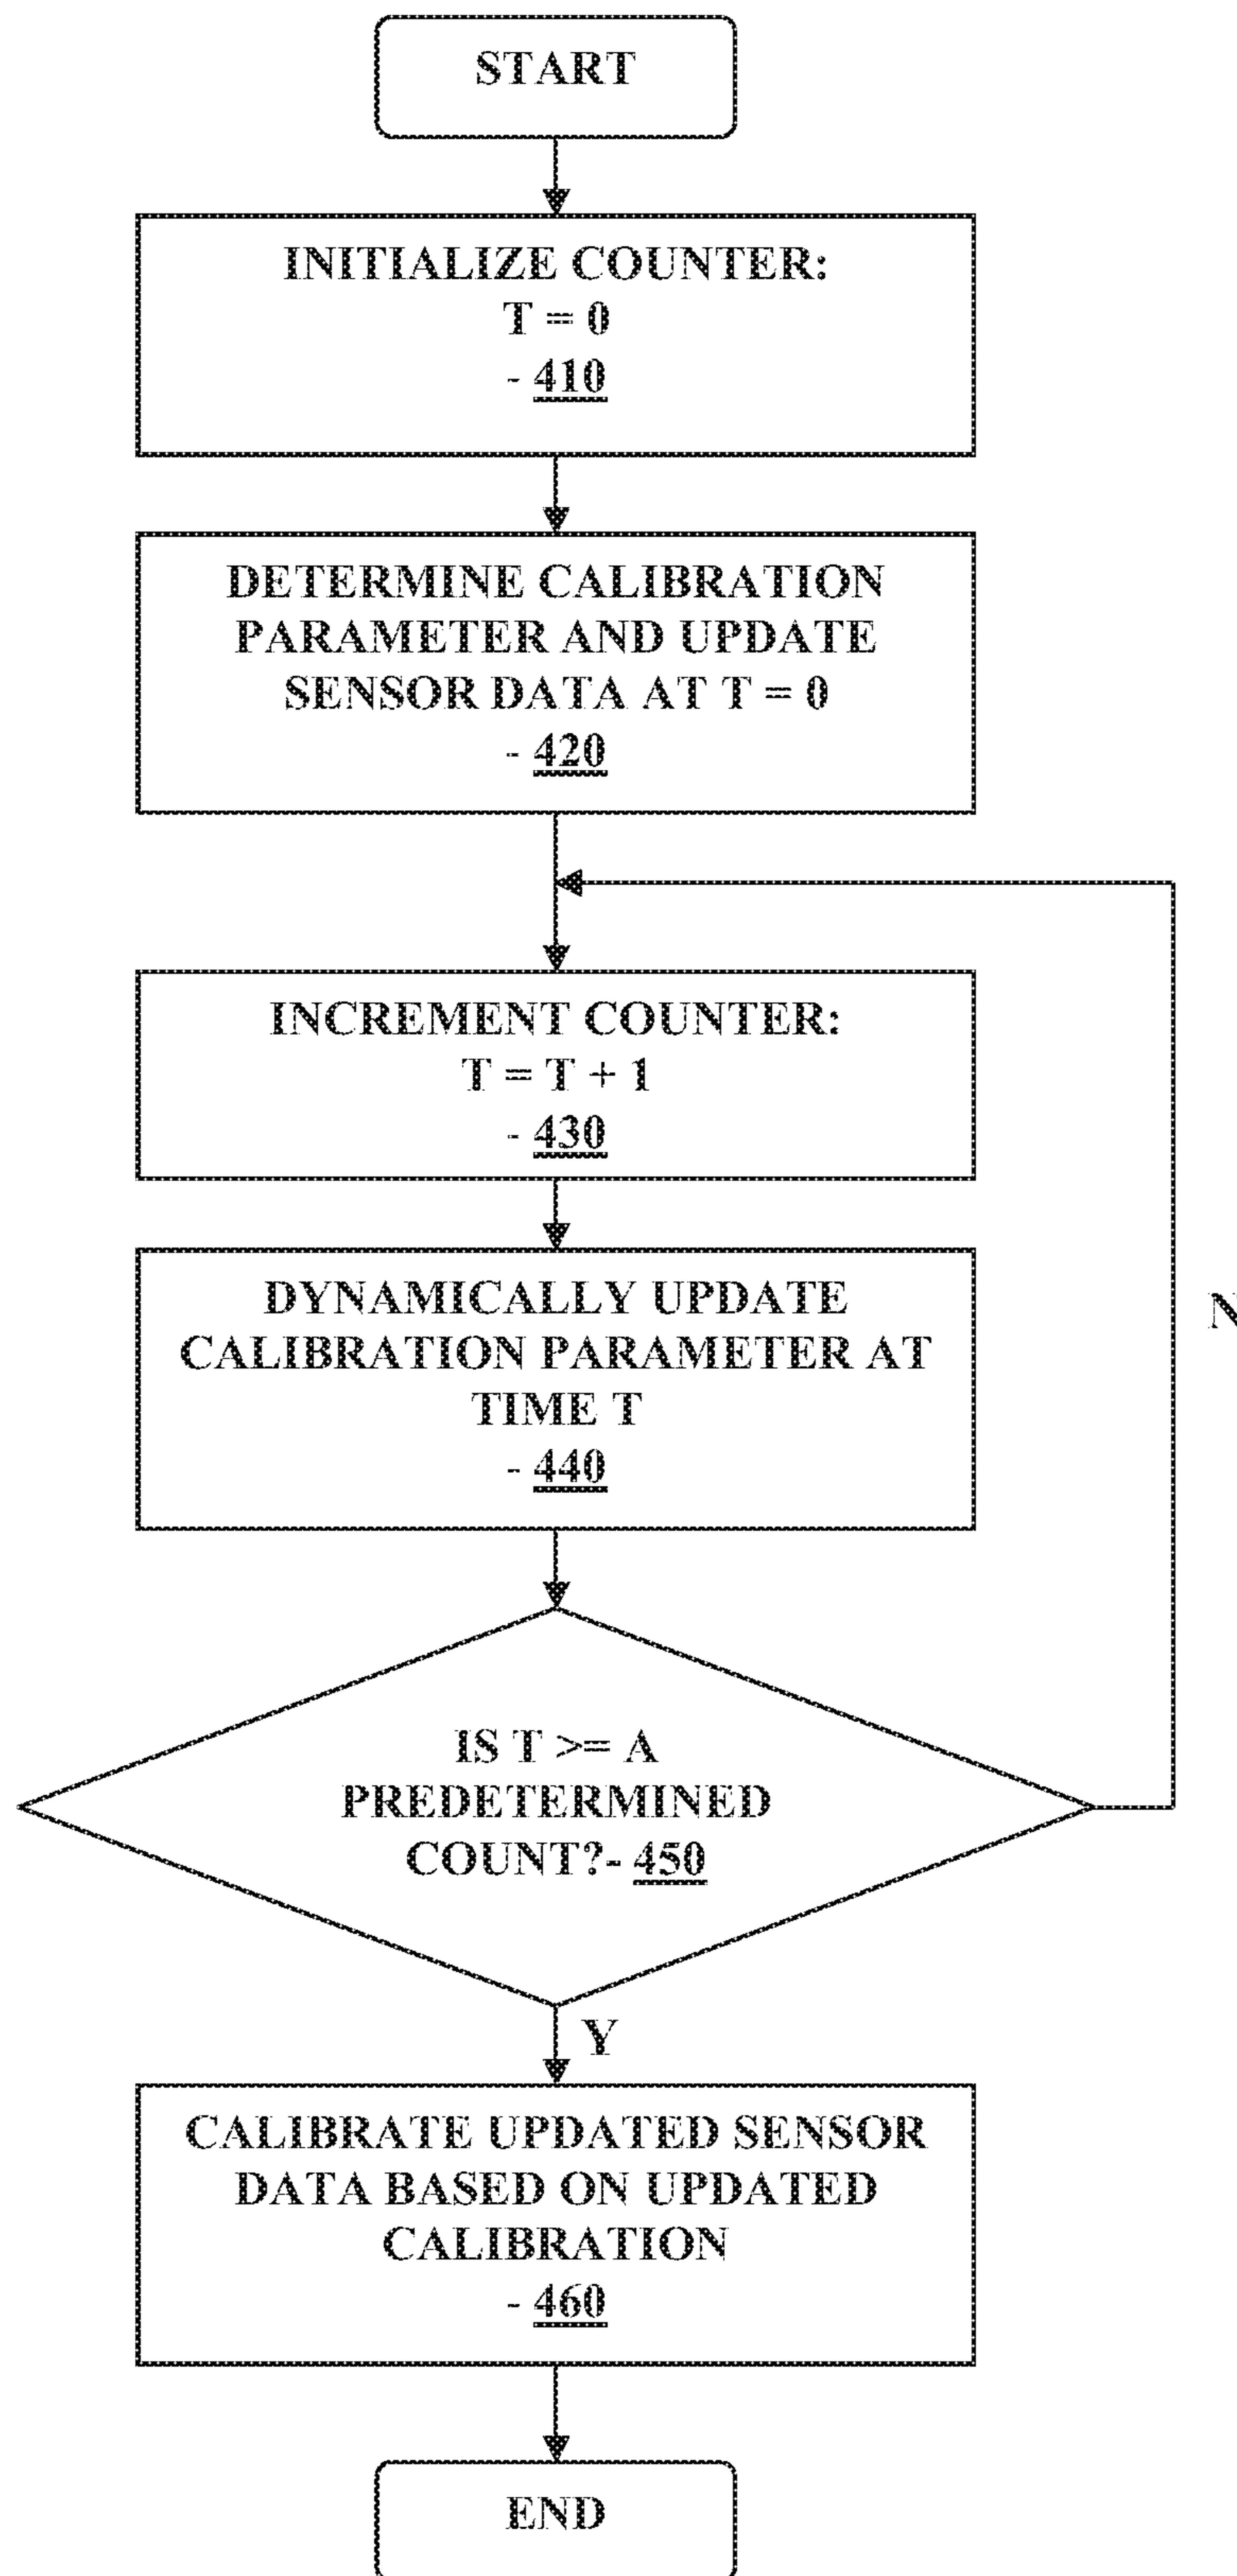 START
INITIALIZE COUNTER:
T = 0
- 410
DETERMINE CALIBRATION
PARAMETER AND UPDATE
SENSOR DATA AT T = 0
- 420
INCREMENT COUNTER:
T = T + 1
- 430
DYNAMICALLY UPDATE
CALIBRATION PARAMETER AT
TIME T
- 440
N
IS T >= A
PREDETERMINED
COUNT?- 450
Y
CALIBRATE UPDATED SENSOR
DATA BASED ON UPDATED
CALIBRATION
- 460
END